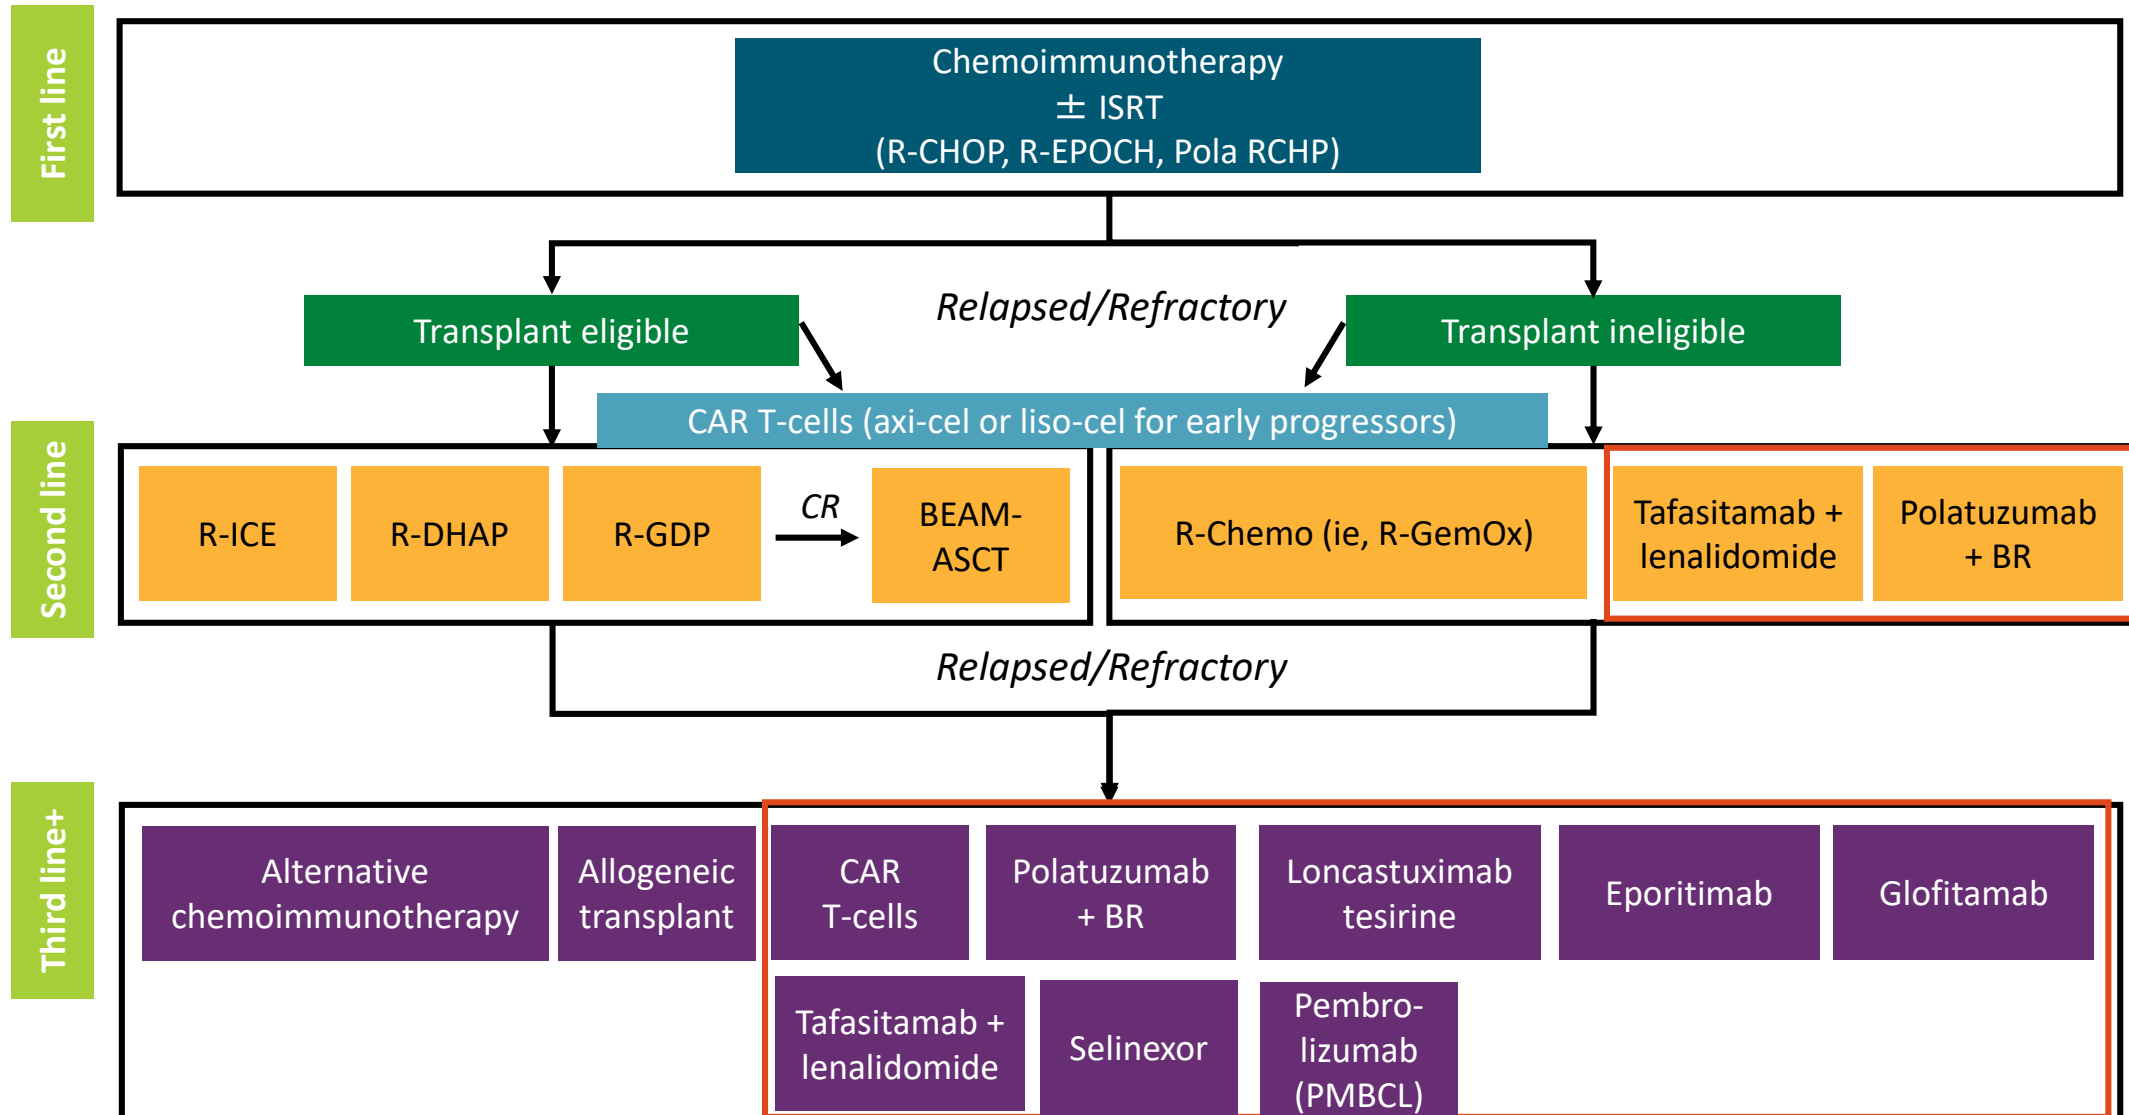 First line
Chemoimmunotherapy
± ISRT
(R-CHOP, R-EPOCH, Pola RCHP)
Relapsed/Refractory
Transplant eligible
Transplant ineligible
CAR T-cells (axi-cel or liso-cel for early progressors)
Second line
R-ICE
R-DHAP
R-GDP
CR
BEAM-
ASCT
R-Chemo (ie, R-GemOx)
Tafasitamab +
lenalidomide
Polatuzumab
+ BR
Relapsed/Refractory
Third line+
Alternative
chemoimmunotherapy
Allogeneic
transplant
CAR
T-cells
Polatuzumab
+ BR
Loncastuximab
tesirine
Eporitimab
Glofitamab
Tafasitamab +
lenalidomide
Selinexor
Pembro-
lizumab
(PMBCL)